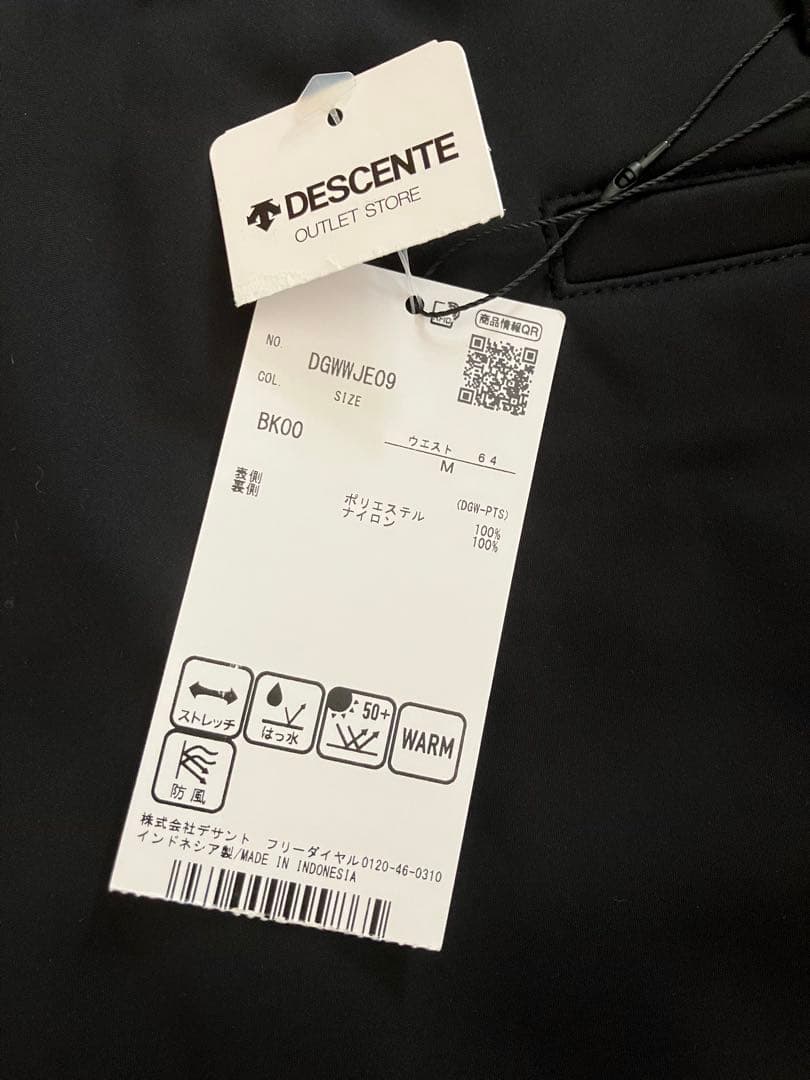 DESCENTE
OUTLET STORE
商品情報QR
NO.
DGWWJE09
COL.
SIZE
BK00
ウエスト 64
M
(DGW-PTS)
表側 ポリエステル 100%
裏側 ナイロン 100%
ストレッチ
はっ水
50+
WARM
防風
株式会社デサント フリーダイヤル0120-46-0310
インドネシア製/MADE IN INDONESIA